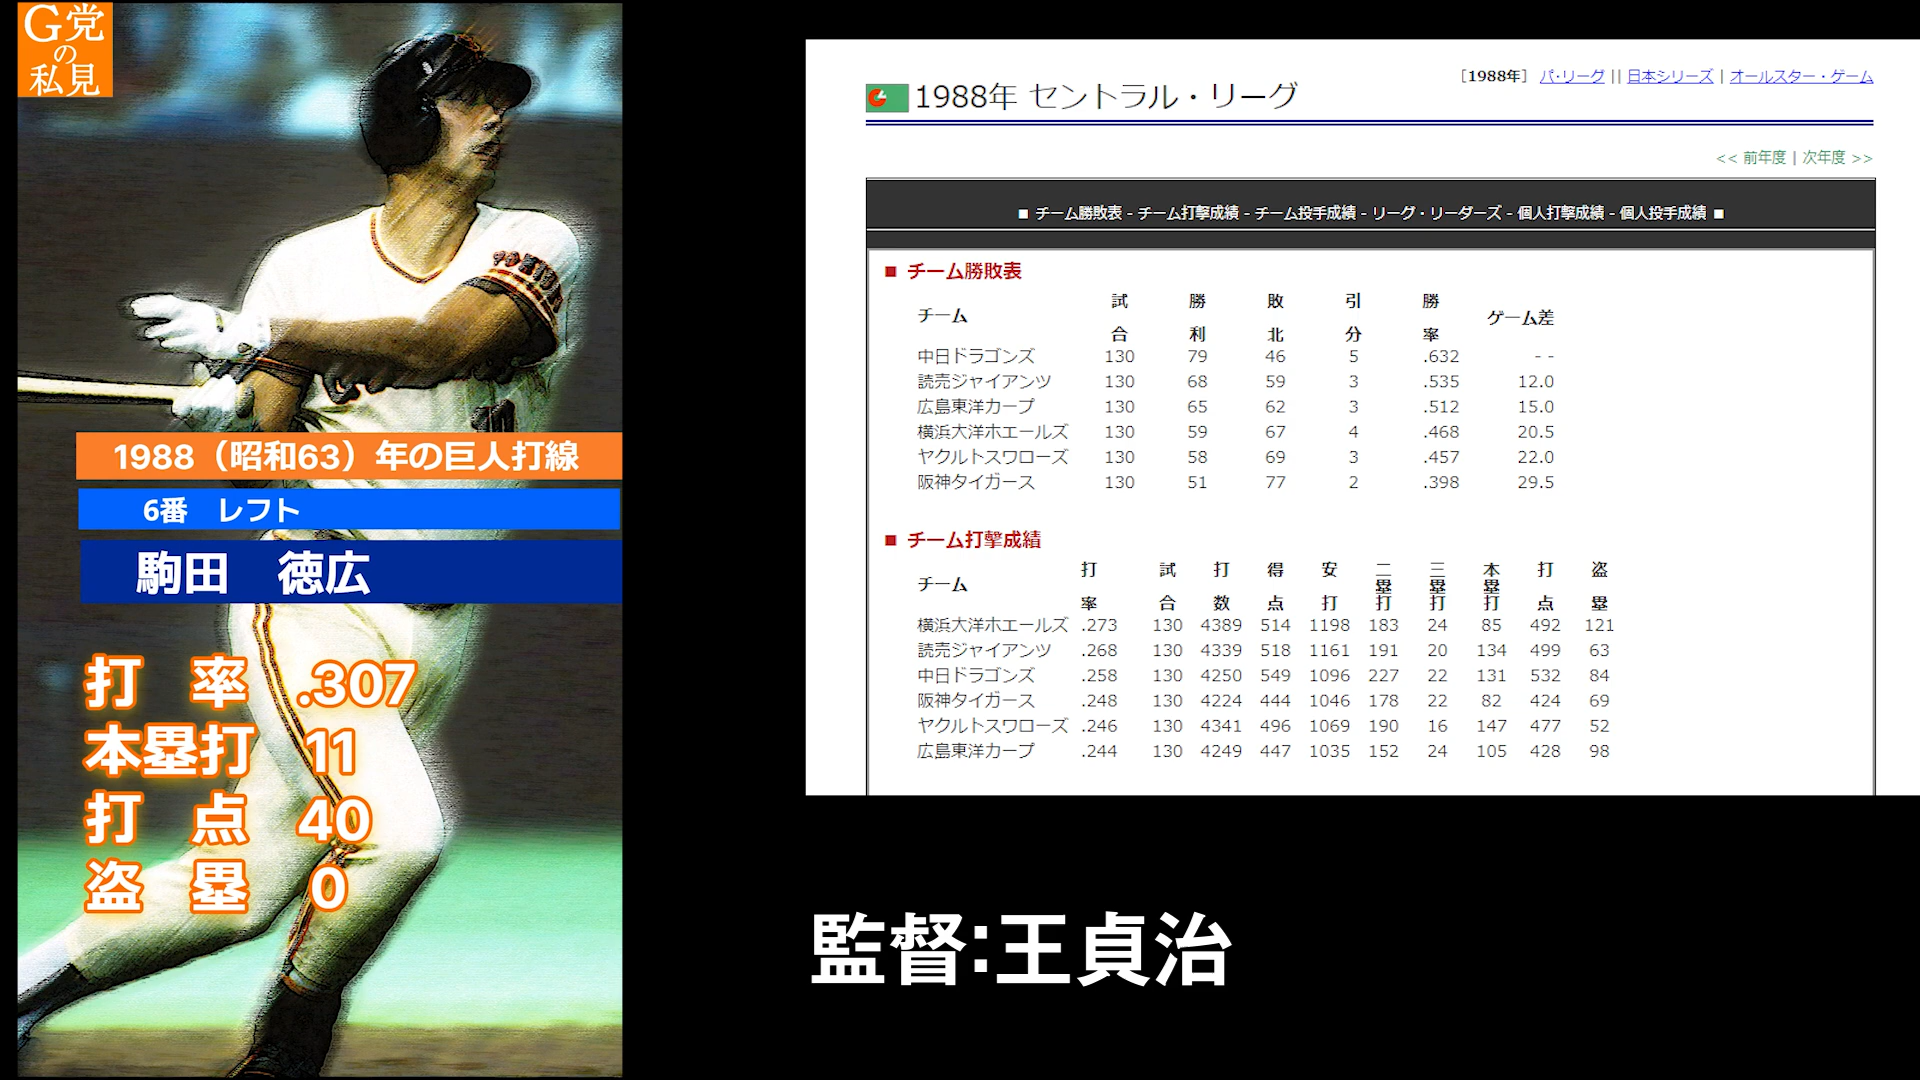 G党
の
私見
1988（昭和63）年の巨人打線
6番　レフト
駒田　徳広
打　率　.307
本塁打　11
打　点　40
盗　塁　0
［1988年］ パ・リーグ || 日本シリーズ | オールスター・ゲーム
1988年 セントラル・リーグ
<< 前年度 | 次年度 >>
■ チーム勝敗表 - チーム打撃成績 - チーム投手成績 - リーグ・リーダーズ - 個人打撃成績 - 個人投手成績 ■
■ チーム勝敗表
チーム 試合 勝利 敗北 引分 勝率 ゲーム差
中日ドラゴンズ 130 79 46 5 .632 - -
読売ジャイアンツ 130 68 59 3 .535 12.0
広島東洋カープ 130 65 62 3 .512 15.0
横浜大洋ホエールズ 130 59 67 4 .468 20.5
ヤクルトスワローズ 130 58 69 3 .457 22.0
阪神タイガース 130 51 77 2 .398 29.5
■ チーム打撃成績
チーム 打率 試合 打数 得点 安打 二塁打 三塁打 本塁打 打点 盗塁
横浜大洋ホエールズ .273 130 4389 514 1198 183 24 85 492 121
読売ジャイアンツ .268 130 4339 518 1161 191 20 134 499 63
中日ドラゴンズ .258 130 4250 549 1096 227 22 131 532 84
阪神タイガース .248 130 4224 444 1046 178 22 82 424 69
ヤクルトスワローズ .246 130 4341 496 1069 190 16 147 477 52
広島東洋カープ .244 130 4249 447 1035 152 24 105 428 98
監督:王貞治